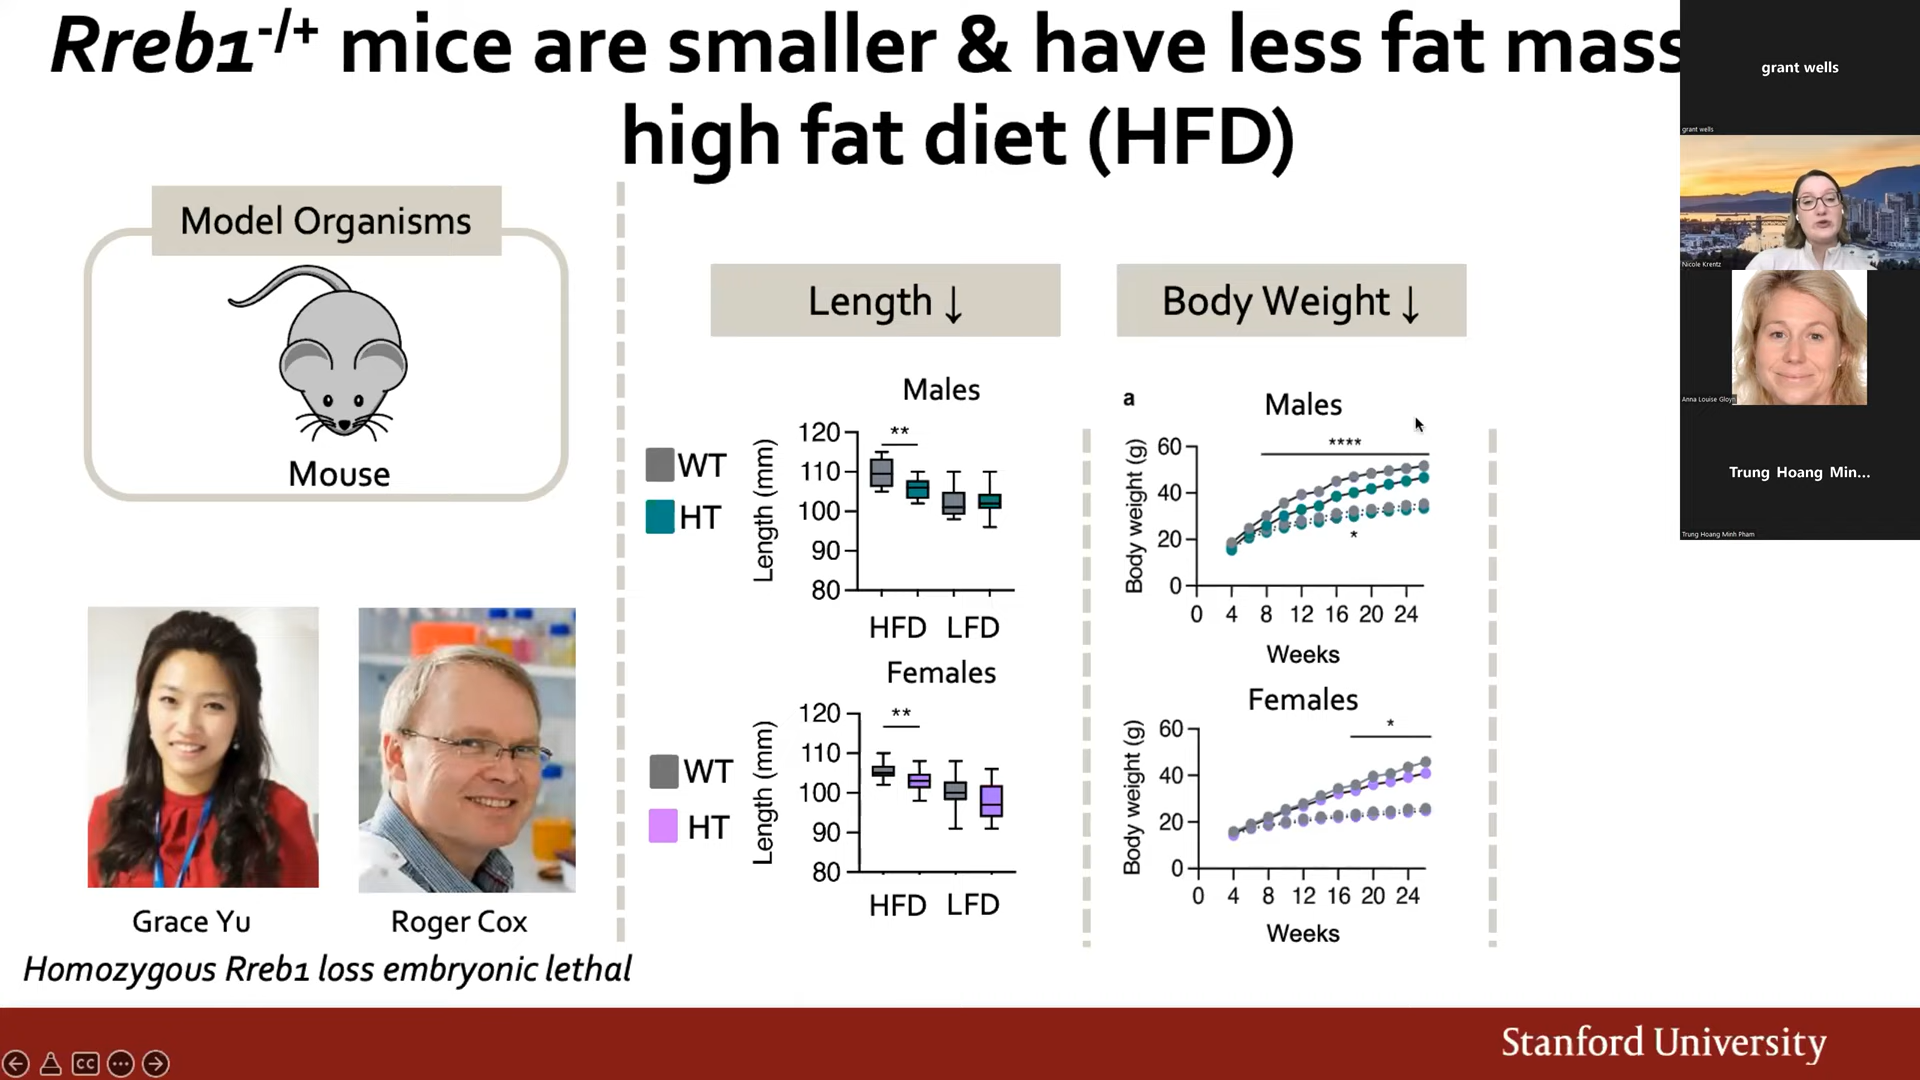 Rreb1-/+ mice are smaller & have less fat mass
high fat diet (HFD)
Model Organisms
Mouse
Grace Yu
Roger Cox
Homozygous Rreb1 loss embryonic lethal
Length ↓
Males
WT
HT
**
Length (mm)
120
110
100
90
80
HFD LFD
Females
WT
HT
**
Length (mm)
120
110
100
90
80
HFD LFD
Body Weight ↓
a
Males
****
*
Body weight (g)
60
40
20
0
0 4 8 12 16 20 24
Weeks
Females
*
Body weight (g)
60
40
20
0
0 4 8 12 16 20 24
Weeks
Stanford University
CC
grant wells
grant wells
Nicole Krentz
Anna Louise Gloyn
Trung Hoang Min...
Trung Hoang Minh Pham